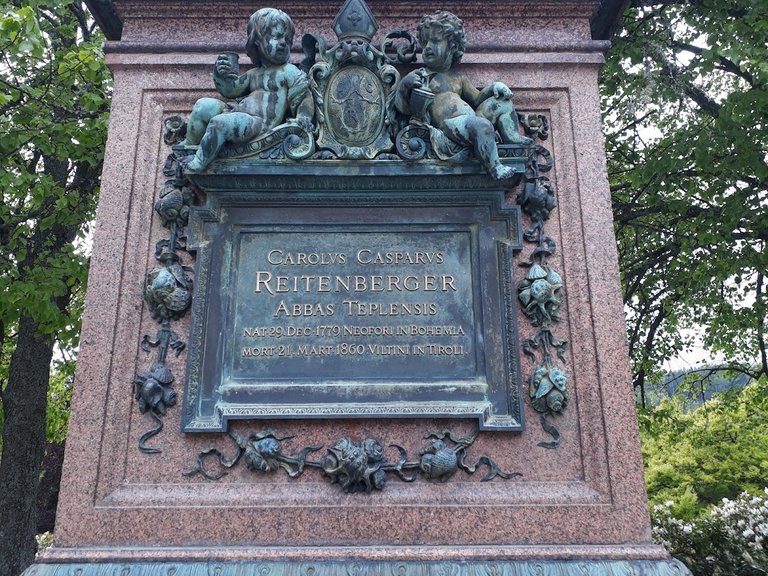 CAROLVS CASPARVS
REITENBERGER
ABBAS TEPLENSIS
NAT·29·DEC·1779 NEOFORI IN BOHEMIA
MORT·21·MART·1860 VILTINI IN TIROLI.